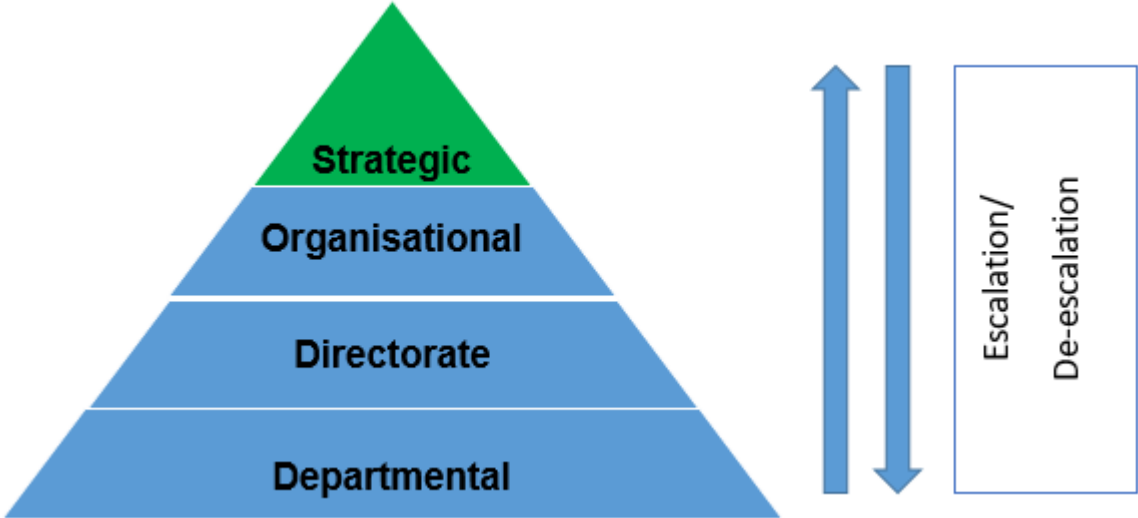 Strategic
Organisational
Directorate
Departmental
Escalation/
De-escalation